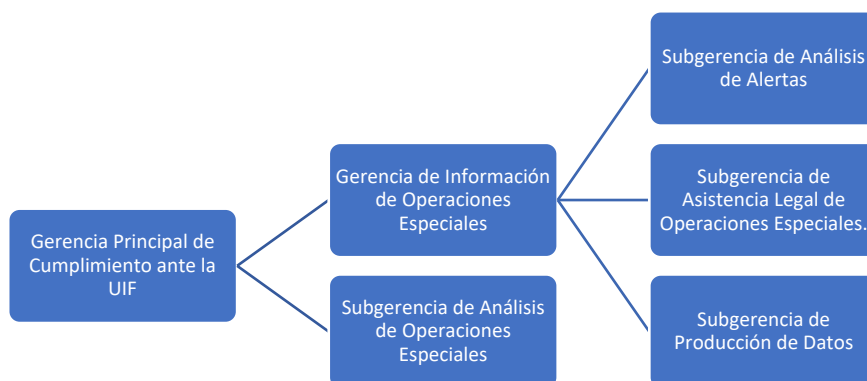 Gerencia Principal de
Cumplimiento ante la
UIF
Gerencia de Información
de Operaciones
Especiales
Subgerencia de Análisis
de Operaciones
Especiales
Subgerencia de Análisis
de Alertas
Subgerencia de
Asistencia Legal de
Operaciones Especiales.
Subgerencia de
Producción de Datos